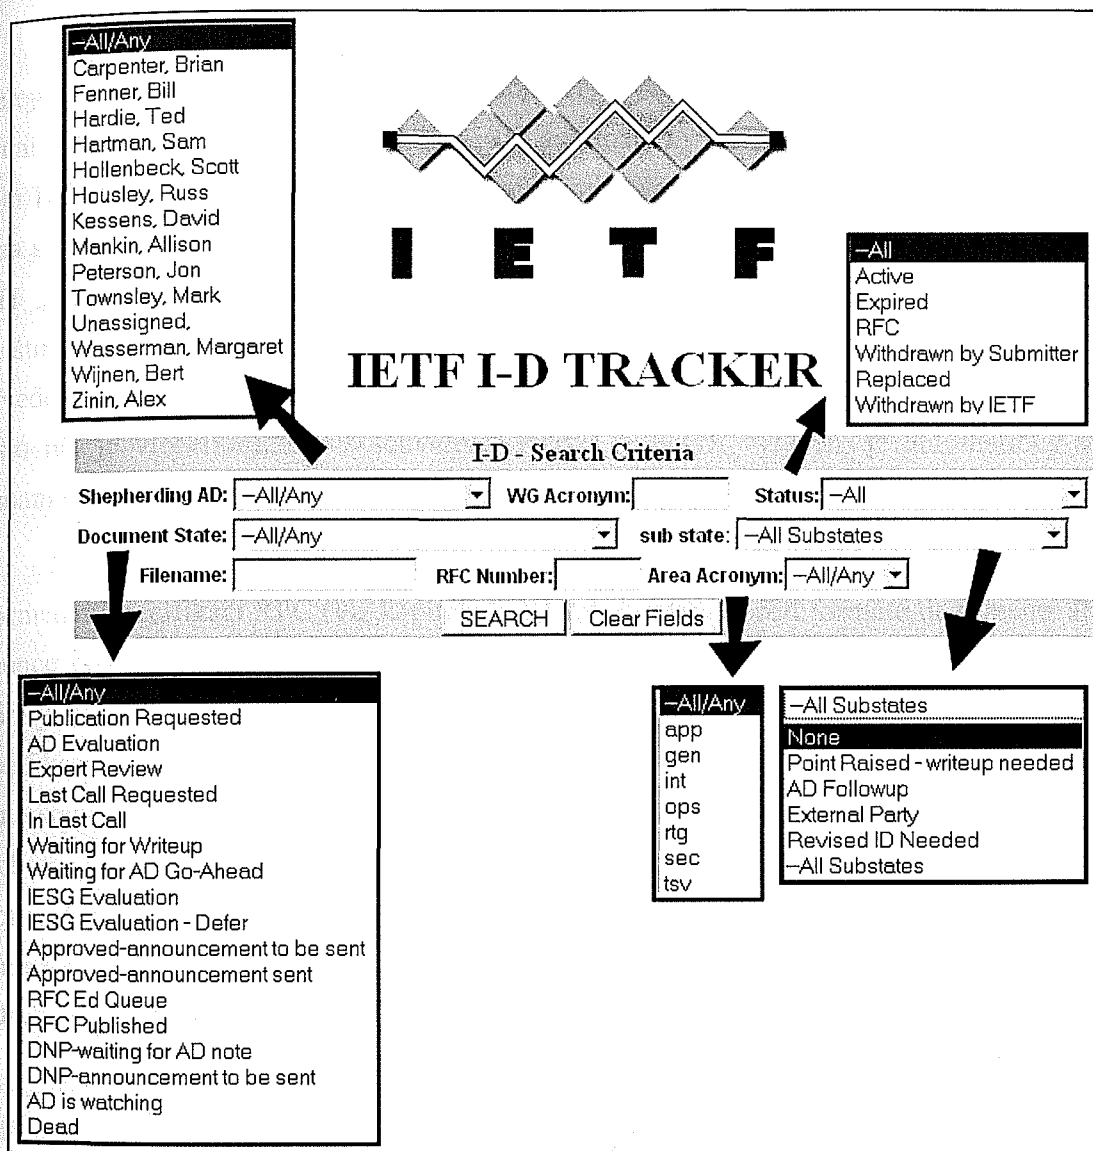 --All/Any
Carpenter, Brian
Fenner, Bill
Hardie, Ted
Hartman, Sam
Hollenbeck, Scott
Housley, Russ
Kessens, David
Mankin, Allison
Peterson, Jon
Townsley, Mark
Unassigned,
Wasserman, Margaret
Wijnen, Bert
Zinin, Alex
I E T F
IETF I-D TRACKER
--All
Active
Expired
RFC
Withdrawn by Submitter
Replaced
Withdrawn by IETF
I-D - Search Criteria
Shepherding AD: --All/Any WG Acronym: Status: --All
Document State: --All/Any sub state: --All Substates
Filename: RFC Number: Area Acronym: --All/Any
SEARCH Clear Fields
--All/Any
Publication Requested
AD Evaluation
Expert Review
Last Call Requested
In Last Call
Waiting for Writeup
Waiting for AD Go-Ahead
IESG Evaluation
IESG Evaluation - Defer
Approved-announcement to be sent
Approved-announcement sent
RFC Ed Queue
RFC Published
DNP-waiting for AD note
DNP-announcement to be sent
AD is watching
Dead
--All/Any
app
gen
int
ops
rtg
sec
tsv
--All Substates
None
Point Raised - writeup needed
AD Followup
External Party
Revised ID Needed
--All Substates